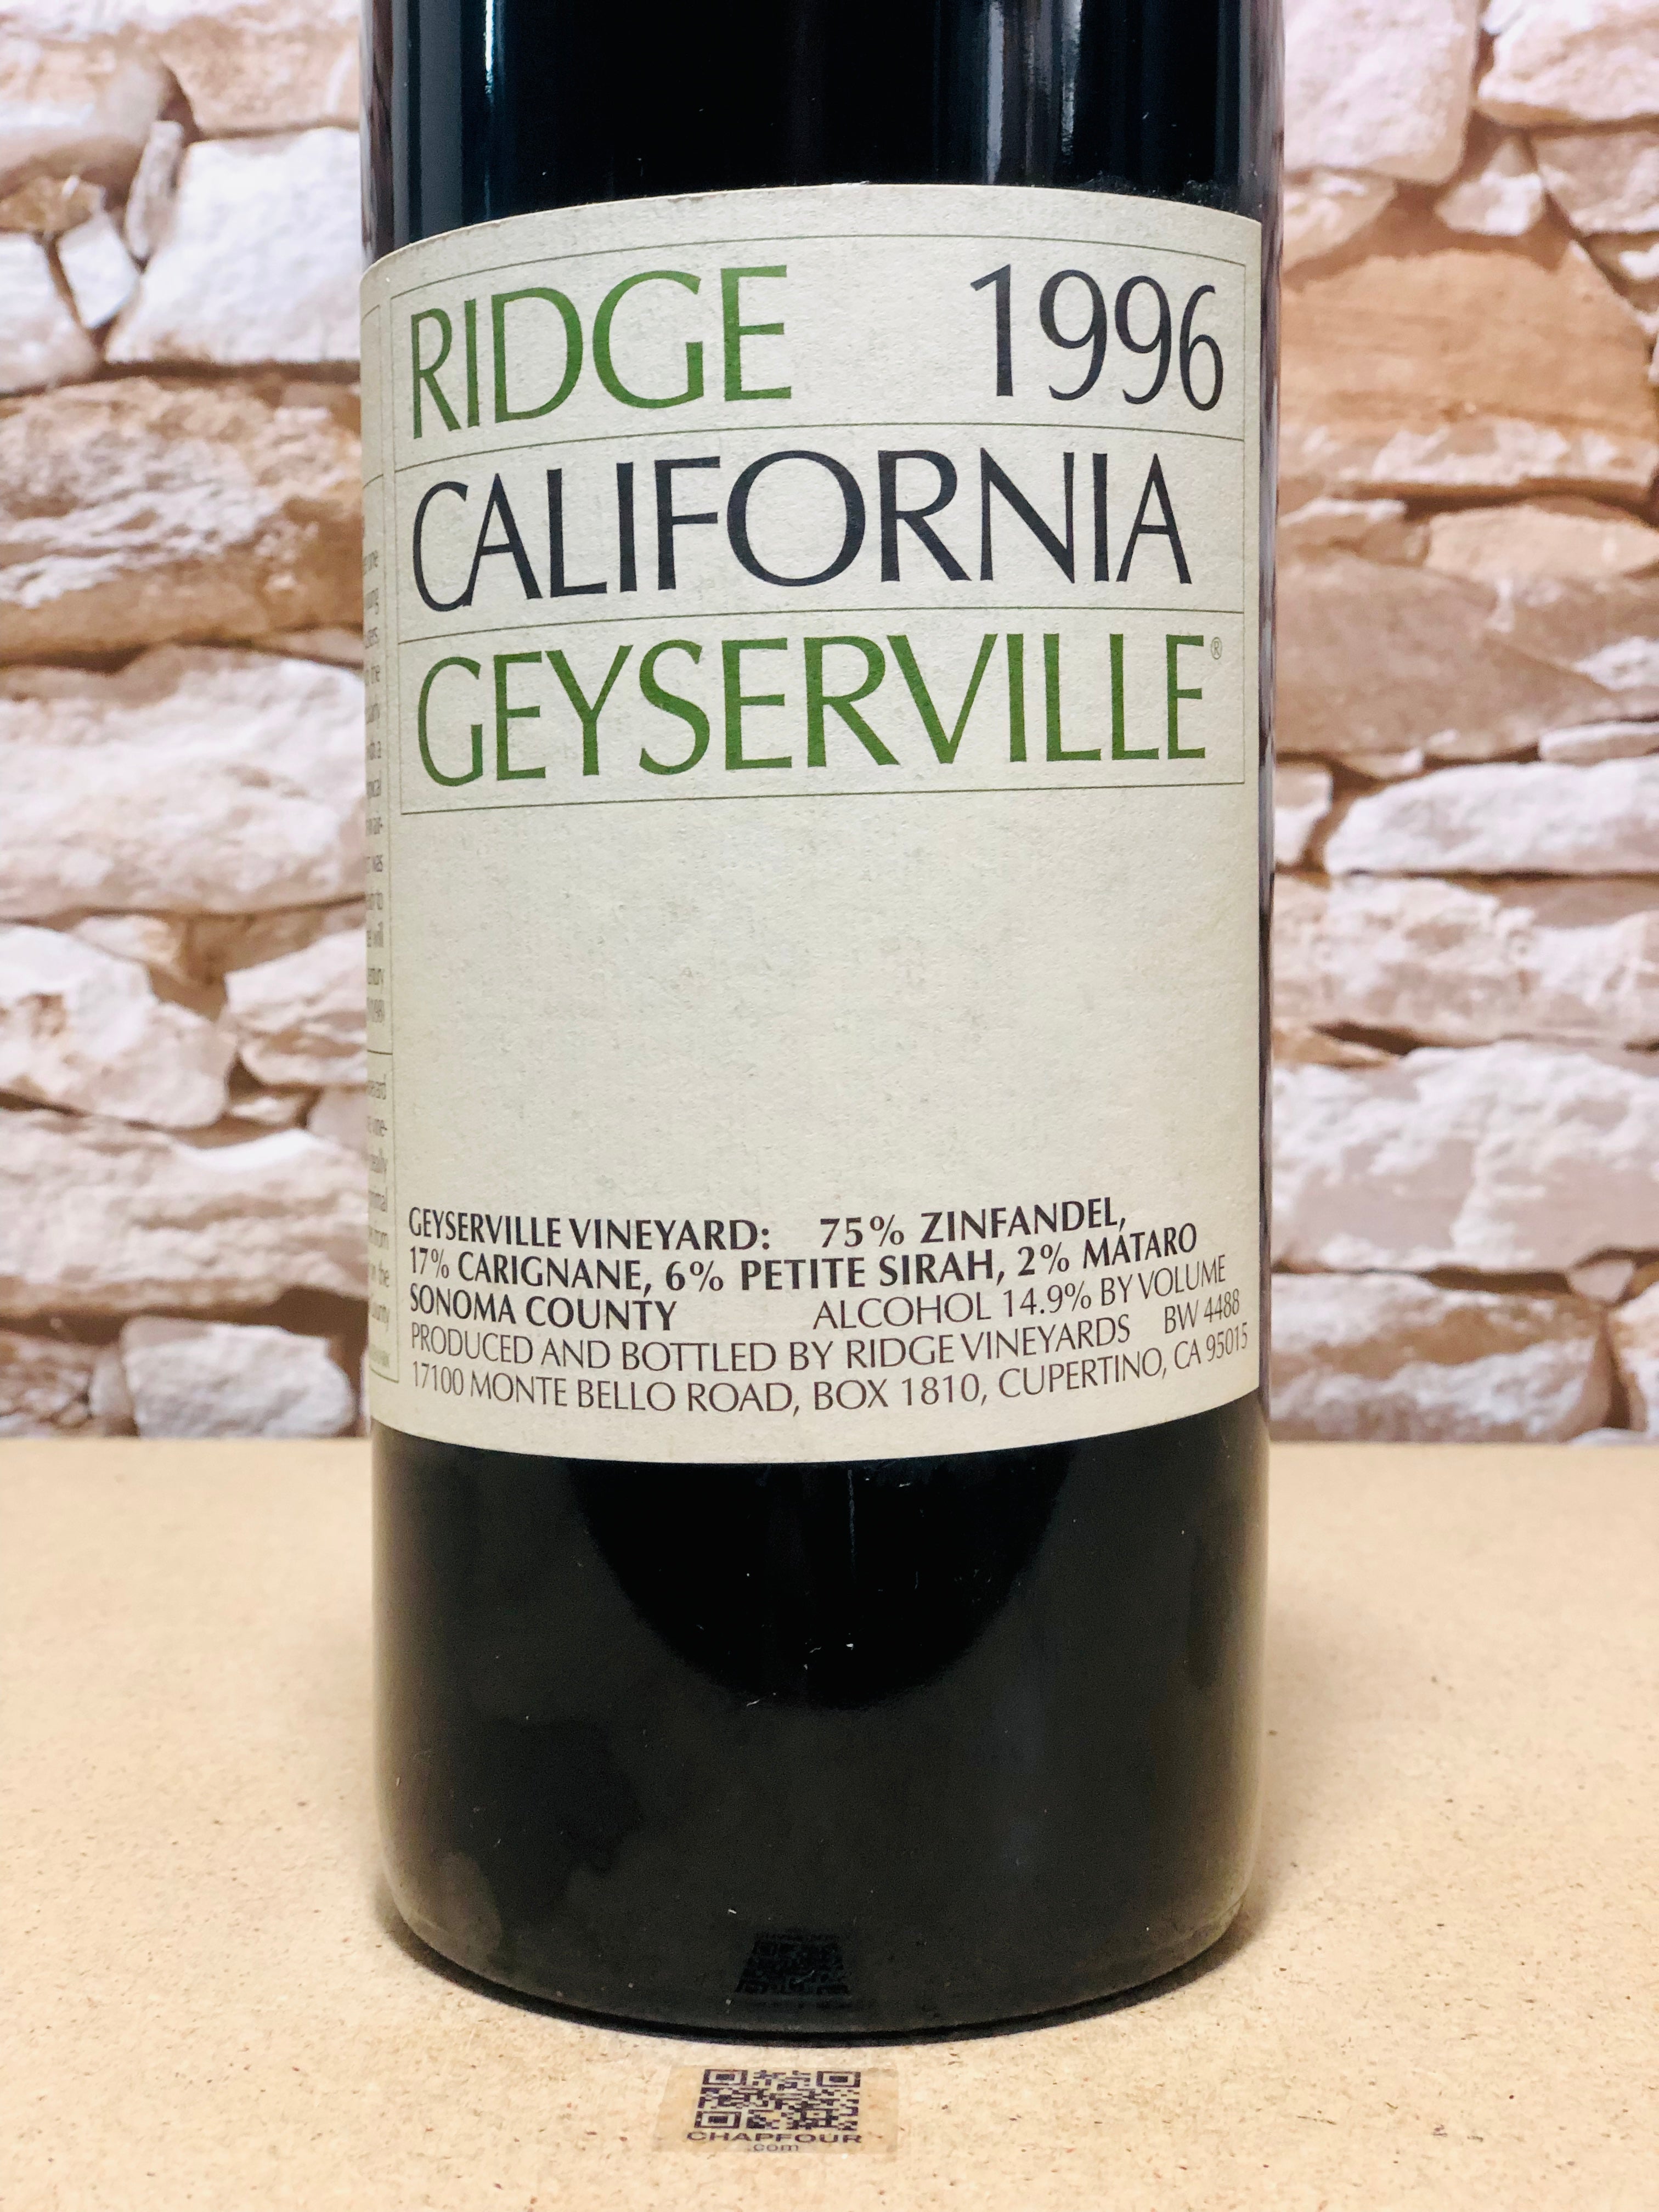 RIDGE 1996
CALIFORNIA
GEYSERVILLE®
GEYSERVILLE VINEYARD: 75% ZINFANDEL,
17% CARIGNANE, 6% PETITE SIRAH, 2% MATARO
SONOMA COUNTY ALCOHOL 14.9% BY VOLUME
PRODUCED AND BOTTLED BY RIDGE VINEYARDS BW 4488
17100 MONTE BELLO ROAD, BOX 1810, CUPERTINO, CA 95015
CHAPFOUR
.com